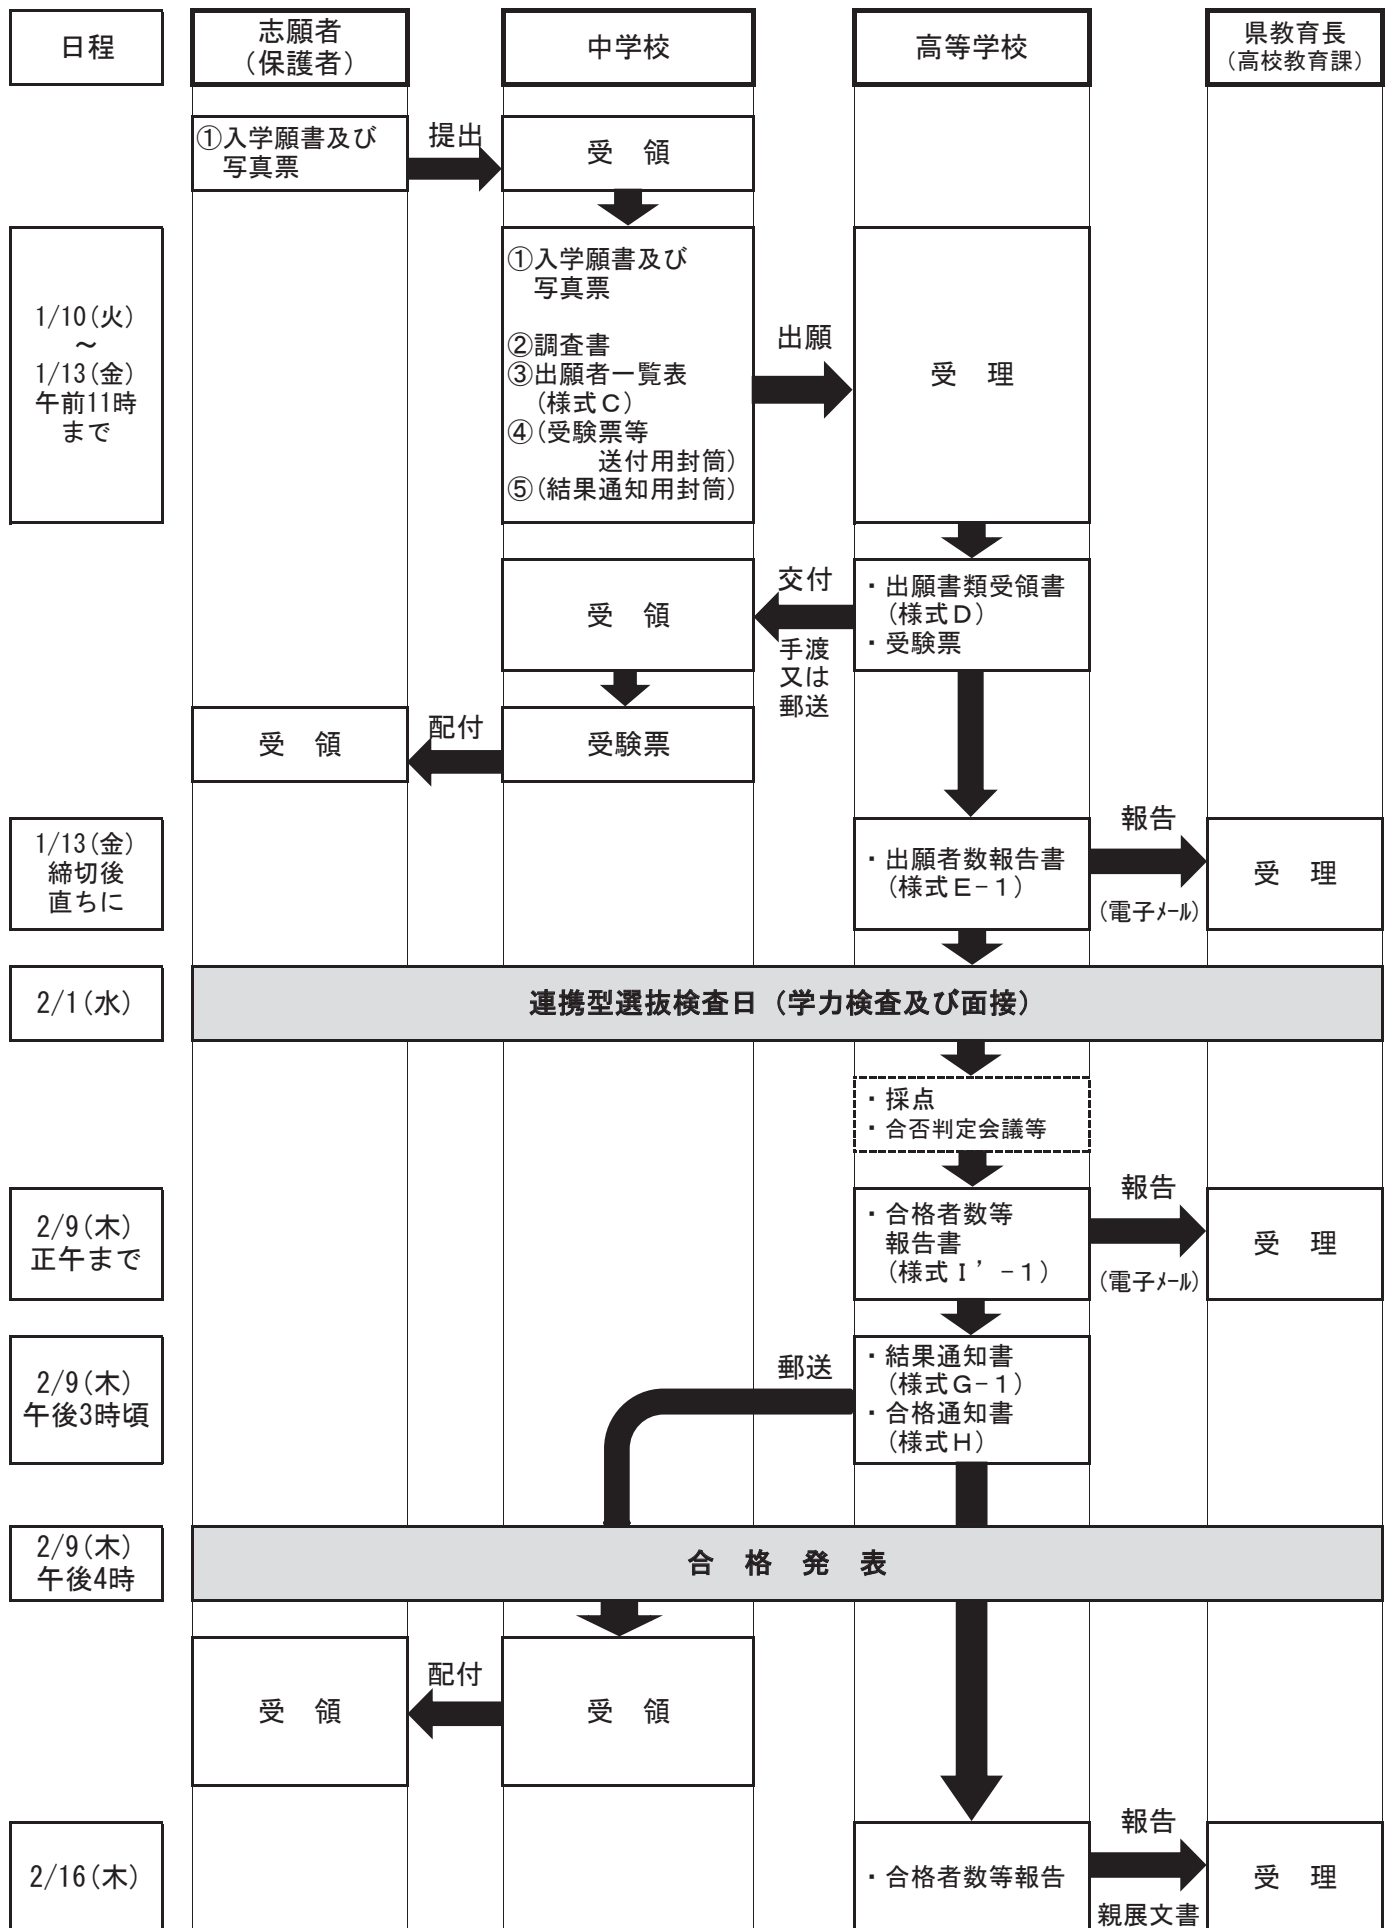 日程
志願者
（保護者）
中学校
高等学校
県教育長
（高校教育課）
①入学願書及び
写真票
提出
受　領
1/10(火)
～
1/13(金)
午前11時
まで
①入学願書及び
写真票
②調査書
③出願者一覧表
(様式Ｃ)
④(受験票等
送付用封筒)
⑤(結果通知用封筒)
出願
受　理
受　領
交付
手渡
又は
郵送
・出願書類受領書
(様式Ｄ)
・受験票
受　領
配付
受験票
1/13(金)
締切後
直ちに
・出願者数報告書
(様式Ｅ-１)
報告
(電子ﾒｰﾙ)
受　理
2/1(水)
連携型選抜検査日（学力検査及び面接）
・採点
・合否判定会議等
2/9(木)
正午まで
・合格者数等
報告書
(様式Ｉ’-１)
報告
(電子ﾒｰﾙ)
受　理
2/9(木)
午後3時頃
郵送
・結果通知書
(様式Ｇ-１)
・合格通知書
(様式Ｈ)
2/9(木)
午後4時
合　格　発　表
受　領
配付
受　領
2/16(木)
・合格者数等報告
報告
親展文書
受　理